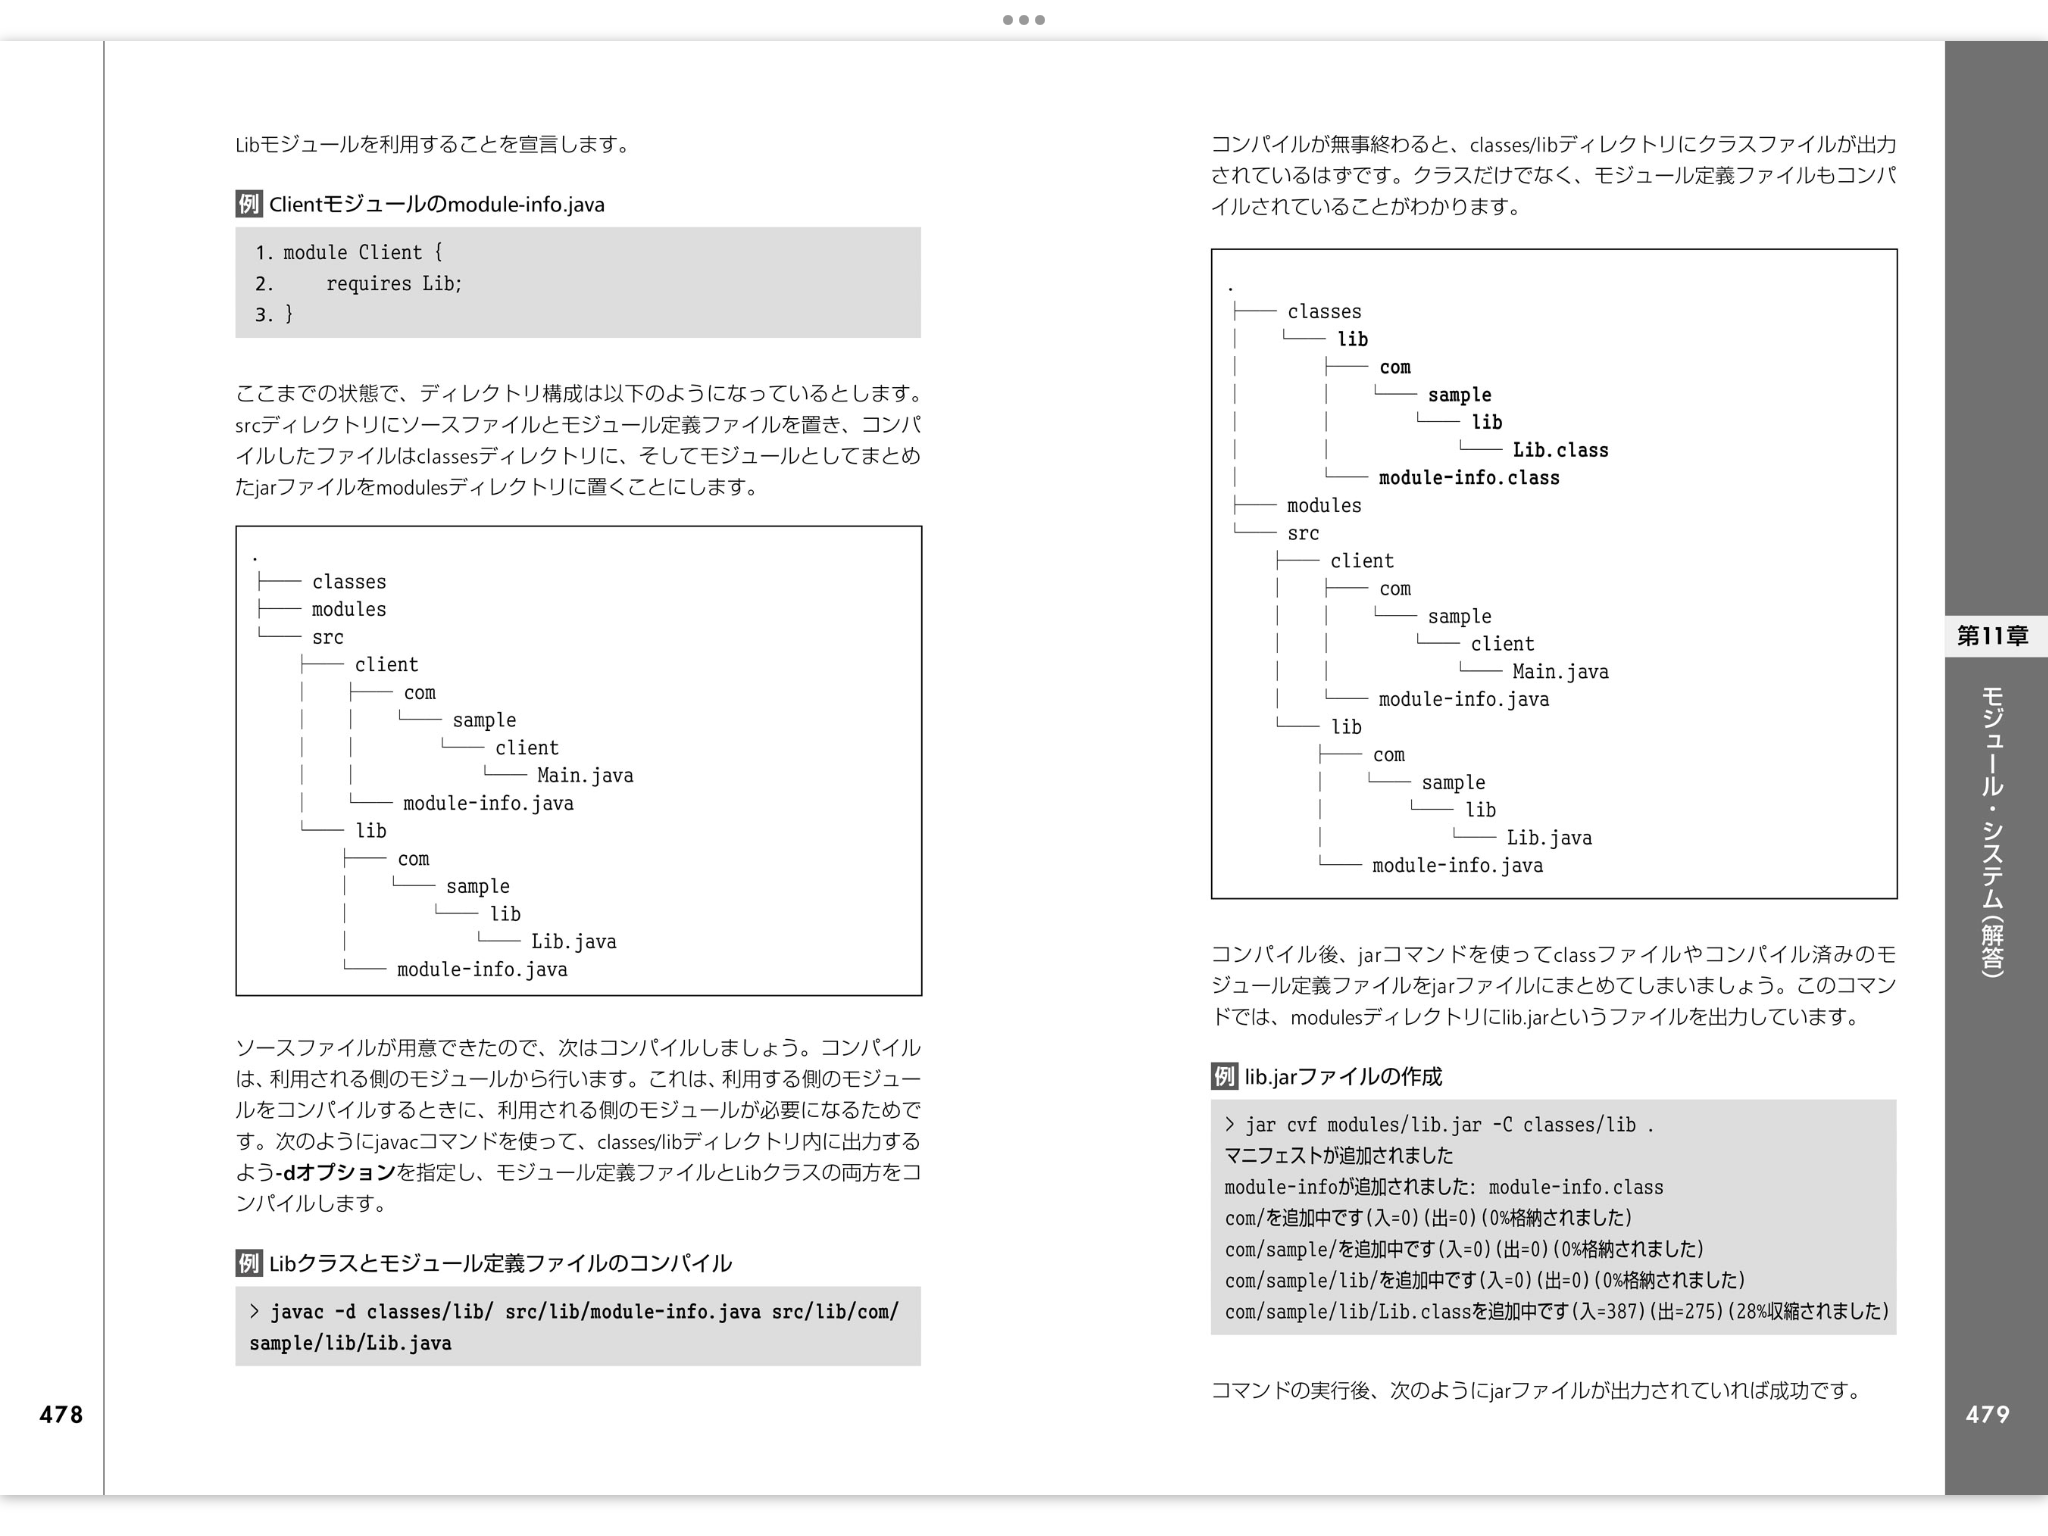 Libモジュールを利用することを宣言します。
例 Clientモジュールのmodule-info.java
1. module Client {
2.     requires Lib;
3. }
ここまでの状態で、ディレクトリ構成は以下のようになっているとします。
srcディレクトリにソースファイルとモジュール定義ファイルを置き、コンパ
イルしたファイルはclassesディレクトリに、そしてモジュールとしてまとめ
たjarファイルをmodulesディレクトリに置くことにします。
.
├── classes
├── modules
└── src
    ├── client
    │   ├── com
    │   │   └── sample
    │   │       └── client
    │   │           └── Main.java
    │   └── module-info.java
    └── lib
        ├── com
        │   └── sample
        │       └── lib
        │           └── Lib.java
        └── module-info.java
ソースファイルが用意できたので、次はコンパイルしましょう。コンパイル
は、利用される側のモジュールから行います。これは、利用する側のモジュー
ルをコンパイルするときに、利用される側のモジュールが必要になるためで
す。次のようにjavacコマンドを使って、classes/libディレクトリ内に出力する
よう-dオプションを指定し、モジュール定義ファイルとLibクラスの両方をコ
ンパイルします。
例 Libクラスとモジュール定義ファイルのコンパイル
> javac -d classes/lib/ src/lib/module-info.java src/lib/com/
sample/lib/Lib.java
478
コンパイルが無事終わると、classes/libディレクトリにクラスファイルが出力
されているはずです。クラスだけでなく、モジュール定義ファイルもコンパ
イルされていることがわかります。
.
├── classes
│   └── lib
│       ├── com
│       │   └── sample
│       │       └── lib
│       │           └── Lib.class
│       └── module-info.class
├── modules
└── src
    ├── client
    │   ├── com
    │   │   └── sample
    │   │       └── client
    │   │           └── Main.java
    │   └── module-info.java
    └── lib
        ├── com
        │   └── sample
        │       └── lib
        │           └── Lib.java
        └── module-info.java
コンパイル後、jarコマンドを使ってclassファイルやコンパイル済みのモ
ジュール定義ファイルをjarファイルにまとめてしまいましょう。このコマン
ドでは、modulesディレクトリにlib.jarというファイルを出力しています。
例 lib.jarファイルの作成
> jar cvf modules/lib.jar -C classes/lib .
マニフェストが追加されました
module-infoが追加されました: module-info.class
com/を追加中です(入=0)(出=0)(0%格納されました)
com/sample/を追加中です(入=0)(出=0)(0%格納されました)
com/sample/lib/を追加中です(入=0)(出=0)(0%格納されました)
com/sample/lib/Lib.classを追加中です(入=387)(出=275)(28%収縮されました)
コマンドの実行後、次のようにjarファイルが出力されていれば成功です。
第11章
モジュール・システム(解答)
479